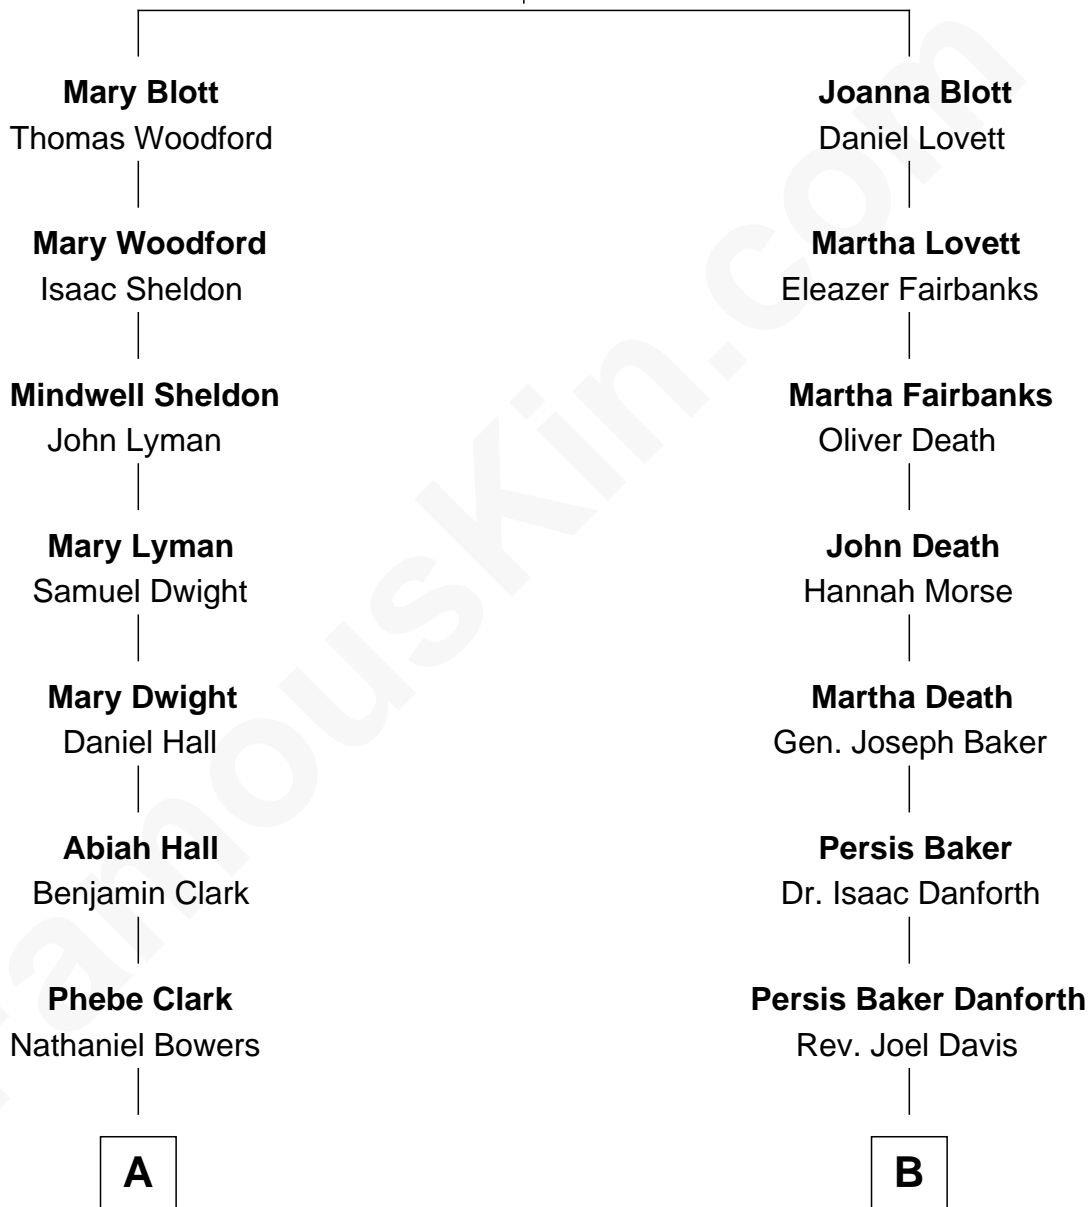 Mary Blott
Thomas Woodford
Mary Woodford
Isaac Sheldon
Mindwell Sheldon
John Lyman
Mary Lyman
Samuel Dwight
Mary Dwight
Daniel Hall
Abiah Hall
Benjamin Clark
Phebe Clark
Nathaniel Bowers
A
Joanna Blott
Daniel Lovett
Martha Lovett
Eleazer Fairbanks
Martha Fairbanks
Oliver Death
John Death
Hannah Morse
Martha Death
Gen. Joseph Baker
Persis Baker
Dr. Isaac Danforth
Persis Baker Danforth
Rev. Joel Davis
B
FamousKin.com